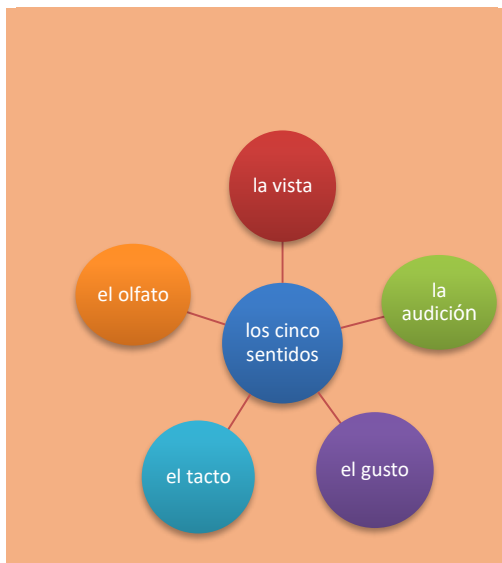 la vista
el olfato
la
audición
los cinco
sentidos
el tacto
el gusto